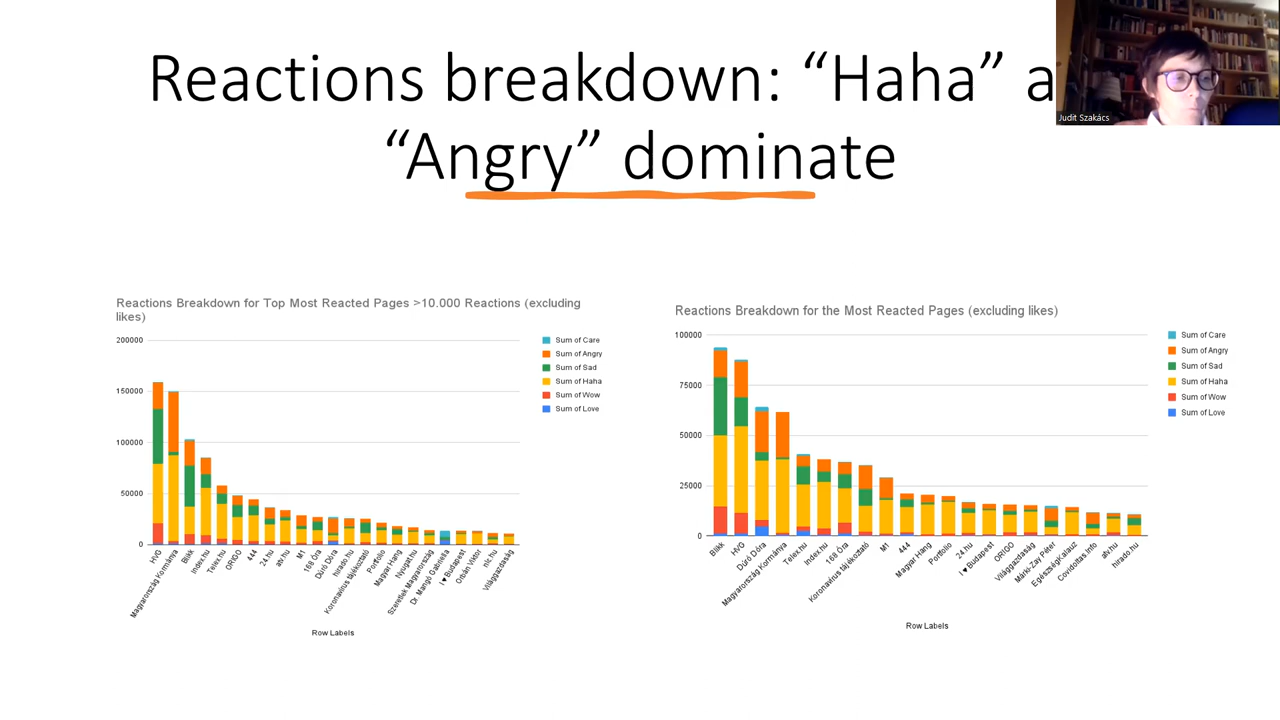 Reactions breakdown: “Haha” a
“Angry” dominate
Judit Szakács
Reactions Breakdown for Top Most Reacted Pages >10.000 Reactions (excluding
likes)
200000
150000
100000
50000
0
Sum of Care
Sum of Angry
Sum of Sad
Sum of Haha
Sum of Wow
Sum of Love
HVG
Magyarország Kormánya
Blikk
Index.hu
Telex.hu
ORIGO
444
24.hu
atv.hu
M1
168 Óra
Dúró Dóra
hirado.hu
Koronavírus tájékoztató
Portfolio
Magyar Hang
Nyugat.hu
Szeretlek Magyarország
Dr. Mangó Gabriella
I ♥ Budapest
Orbán Viktor
nlc.hu
Világgazdaság
Row Labels
Reactions Breakdown for the Most Reacted Pages (excluding likes)
100000
75000
50000
25000
0
Sum of Care
Sum of Angry
Sum of Sad
Sum of Haha
Sum of Wow
Sum of Love
Blikk
HVG
Dúró Dóra
Magyarország Kormánya
Telex.hu
Index.hu
168 Óra
Koronavírus tájékoztató
M1
444
Magyar Hang
Portfolio
24.hu
I ♥ Budapest
ORIGO
Világgazdaság
Márki-Zay Péter
EgészségKalauz
Covidoltas.info
atv.hu
hirado.hu
Row Labels